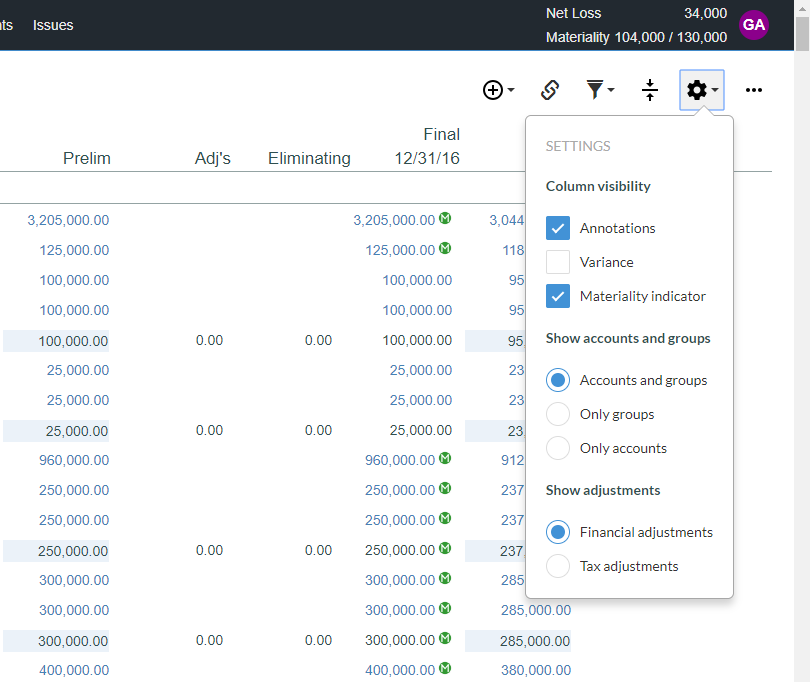 ts Issues Net Loss 34,000
Materiality 104,000 / 130,000 GA
Final
Prelim Adj's Eliminating 12/31/16
SETTINGS
Column visibility
Annotations
Variance
Materiality indicator
Show accounts and groups
Accounts and groups
Only groups
Only accounts
Show adjustments
Financial adjustments
Tax adjustments
3,205,000.00 3,205,000.00 M 3,044
125,000.00 125,000.00 M 118
100,000.00 100,000.00 95
100,000.00 100,000.00 95
100,000.00 0.00 0.00 100,000.00 95
25,000.00 25,000.00 23
25,000.00 25,000.00 23
25,000.00 0.00 0.00 25,000.00 23
960,000.00 960,000.00 M 912
250,000.00 250,000.00 M 237
250,000.00 250,000.00 M 237
250,000.00 0.00 0.00 250,000.00 M 237
300,000.00 300,000.00 M 285
300,000.00 300,000.00 M 285,000.00
300,000.00 0.00 0.00 300,000.00 M 285,000.00
400,000.00 400,000.00 M 380,000.00